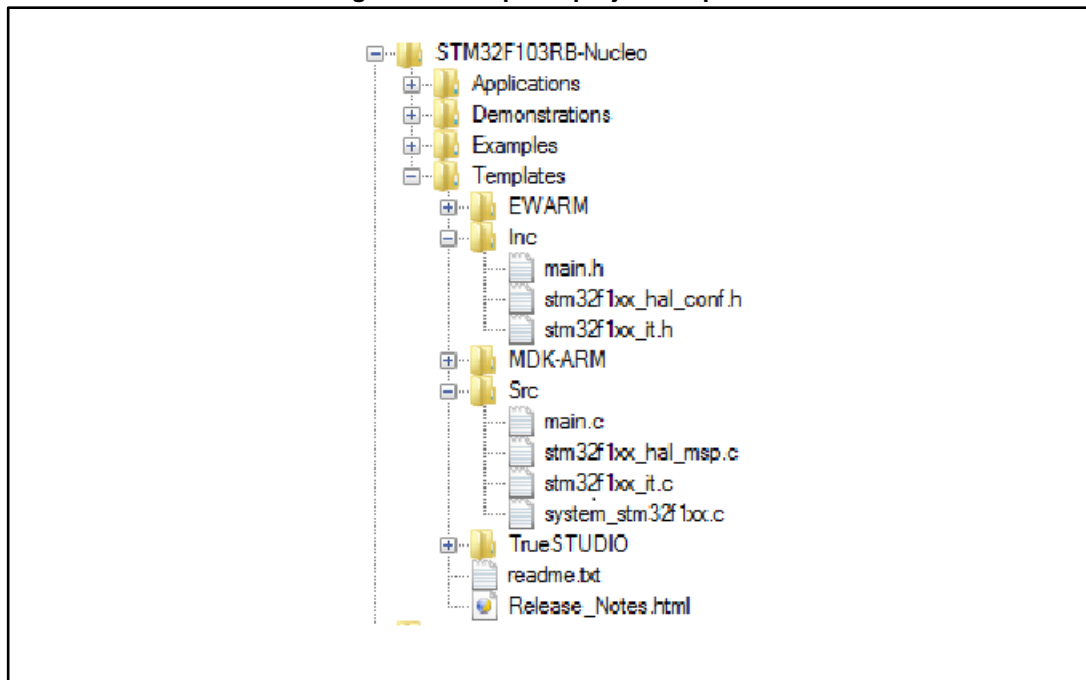 STM32F103RB-Nucleo
Applications
Demonstrations
Examples
Templates
EWARM
Inc
main.h
stm32f1xx_hal_conf.h
stm32f1xx_it.h
MDK-ARM
Src
main.c
stm32f1xx_hal_msp.c
stm32f1xx_it.c
system_stm32f1xx.c
TrueSTUDIO
readme.txt
Release_Notes.html